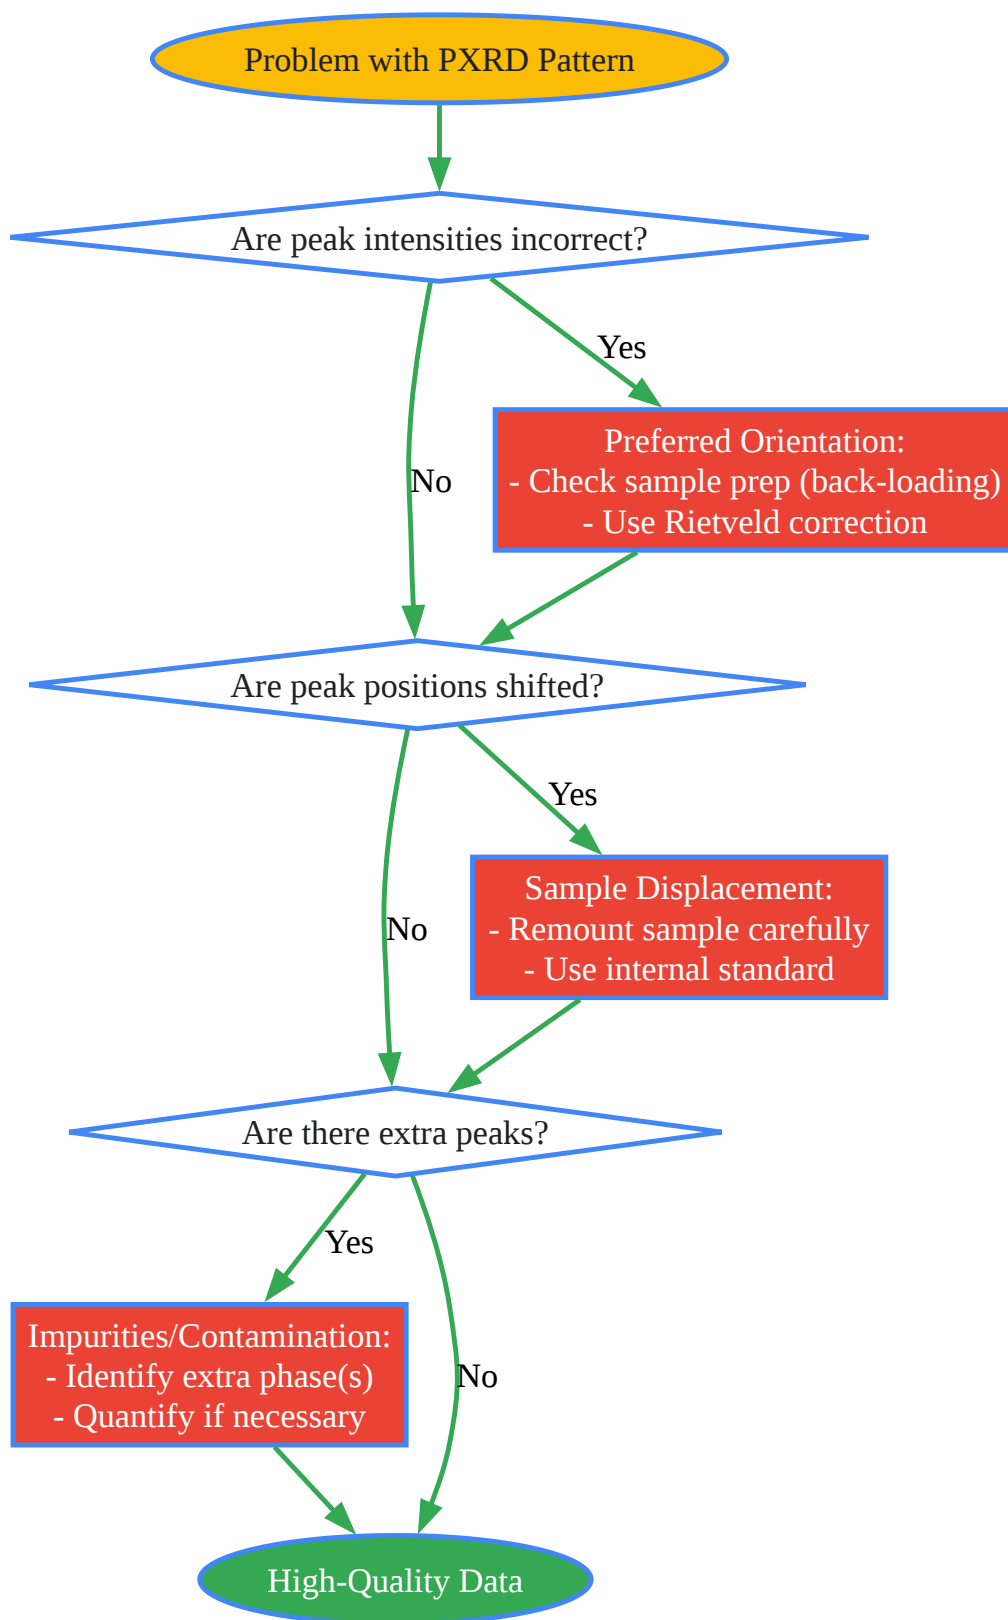 Problem with PXRD Pattern
Are peak intensities incorrect?
Yes
Preferred Orientation:
- Check sample prep (back-loading)
- Use Rietveld correction
No
Are peak positions shifted?
Yes
Sample Displacement:
- Remount sample carefully
- Use internal standard
No
Are there extra peaks?
Yes
Impurities/Contamination:
- Identify extra phase(s)
- Quantify if necessary
No
High-Quality Data